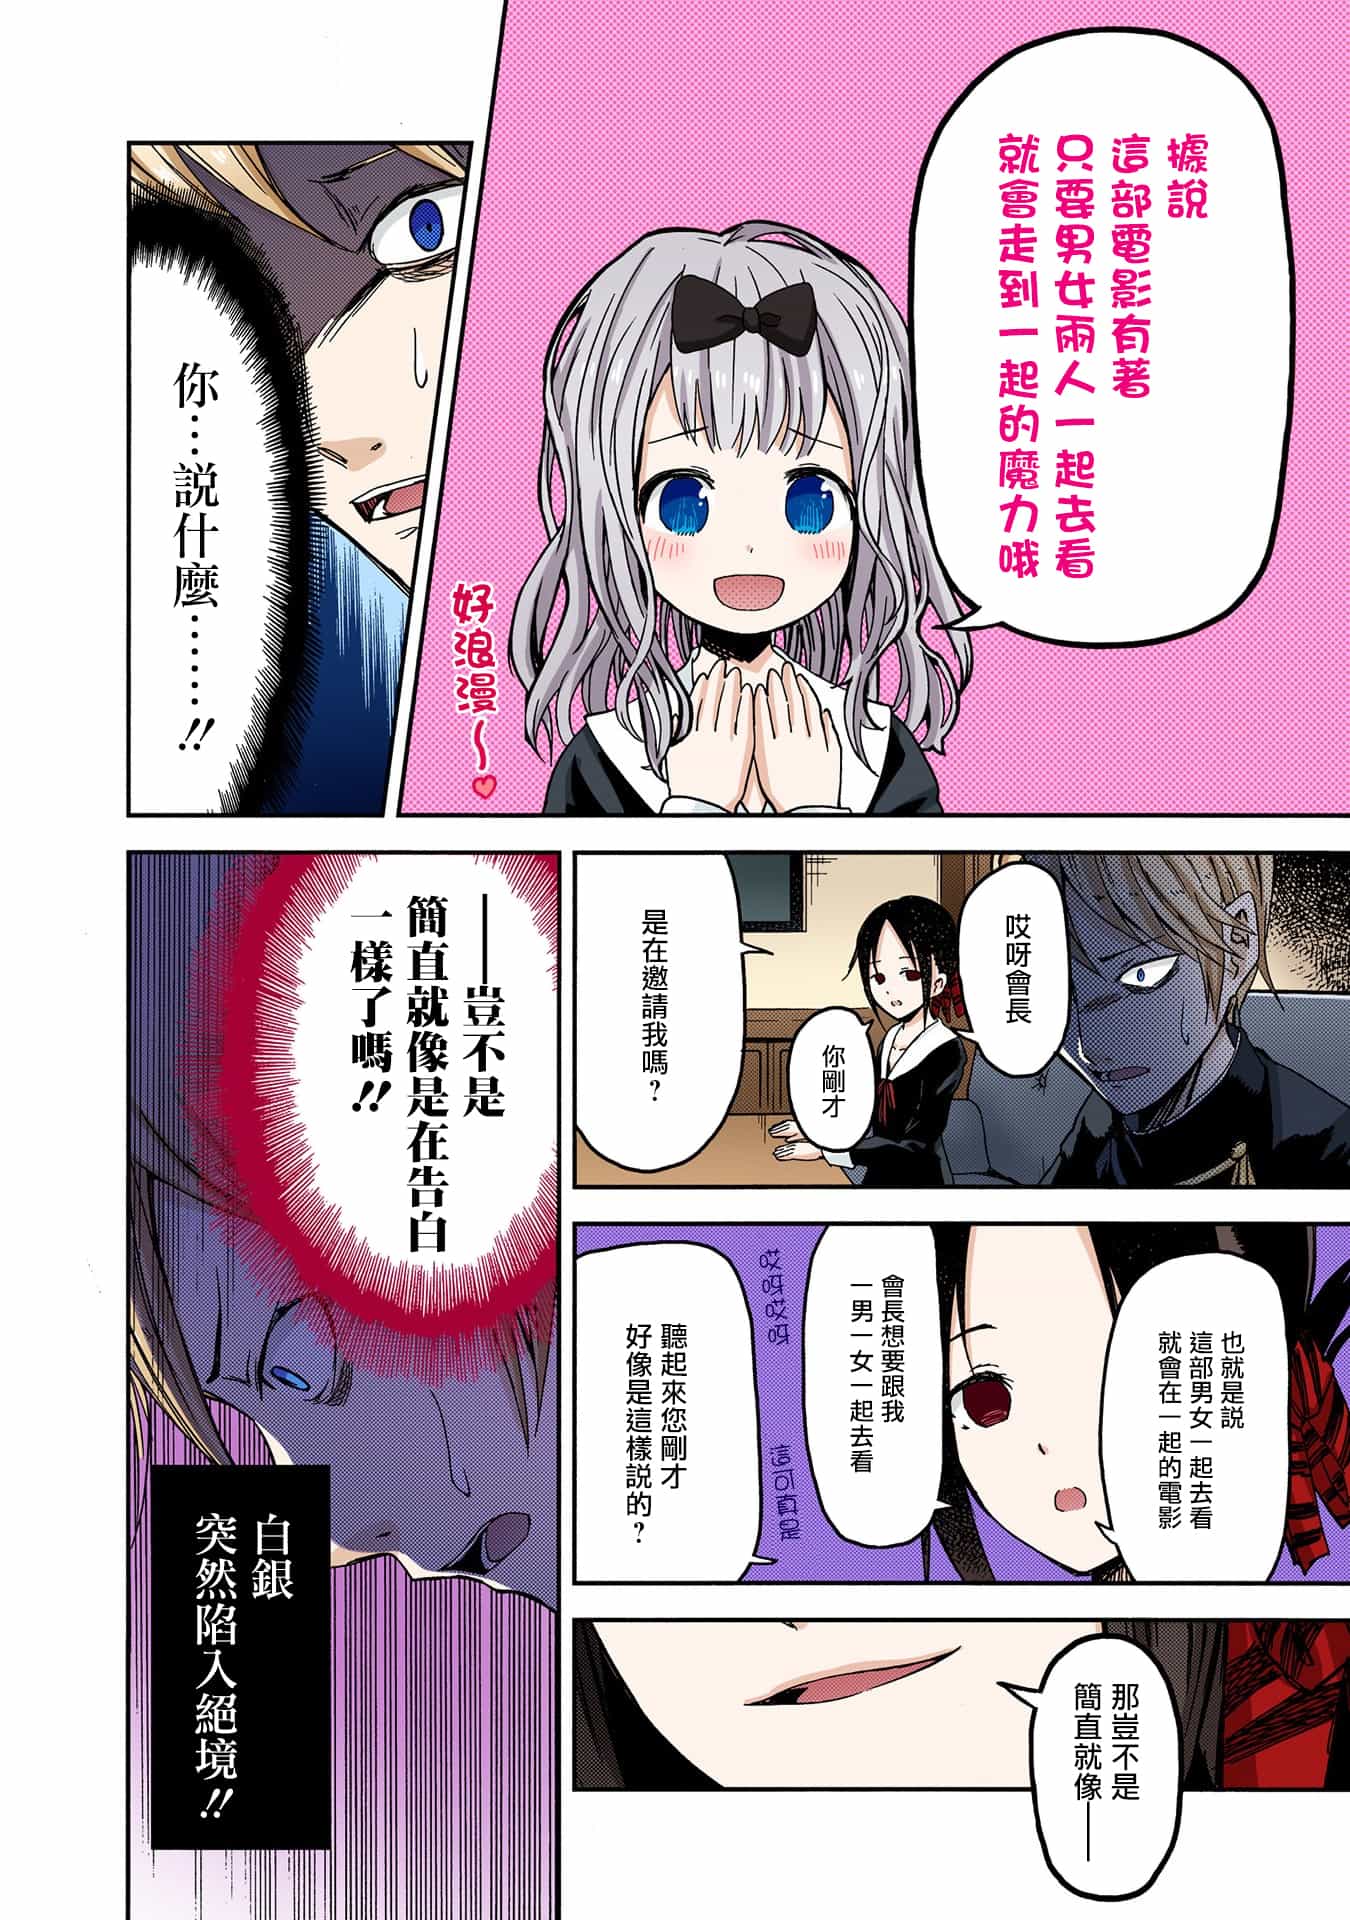 據說
這部電影有著
只要男女兩人一起去看
就會走到一起的魔力哦
好浪漫～♥
你…說什麼………!!
哎呀會長
你剛才
是在邀請我嗎?
也就是說
這部男女一起去看
就會在一起的電影
會長想要跟我
一男一女一起去看
哎呀哎呀
這可真是
聽起來您剛才
好像是這樣說的?
那豈不是
簡直就像——
——豈不是
簡直就像是在告白
一樣了嗎!!
白銀
突然陷入絕境!!